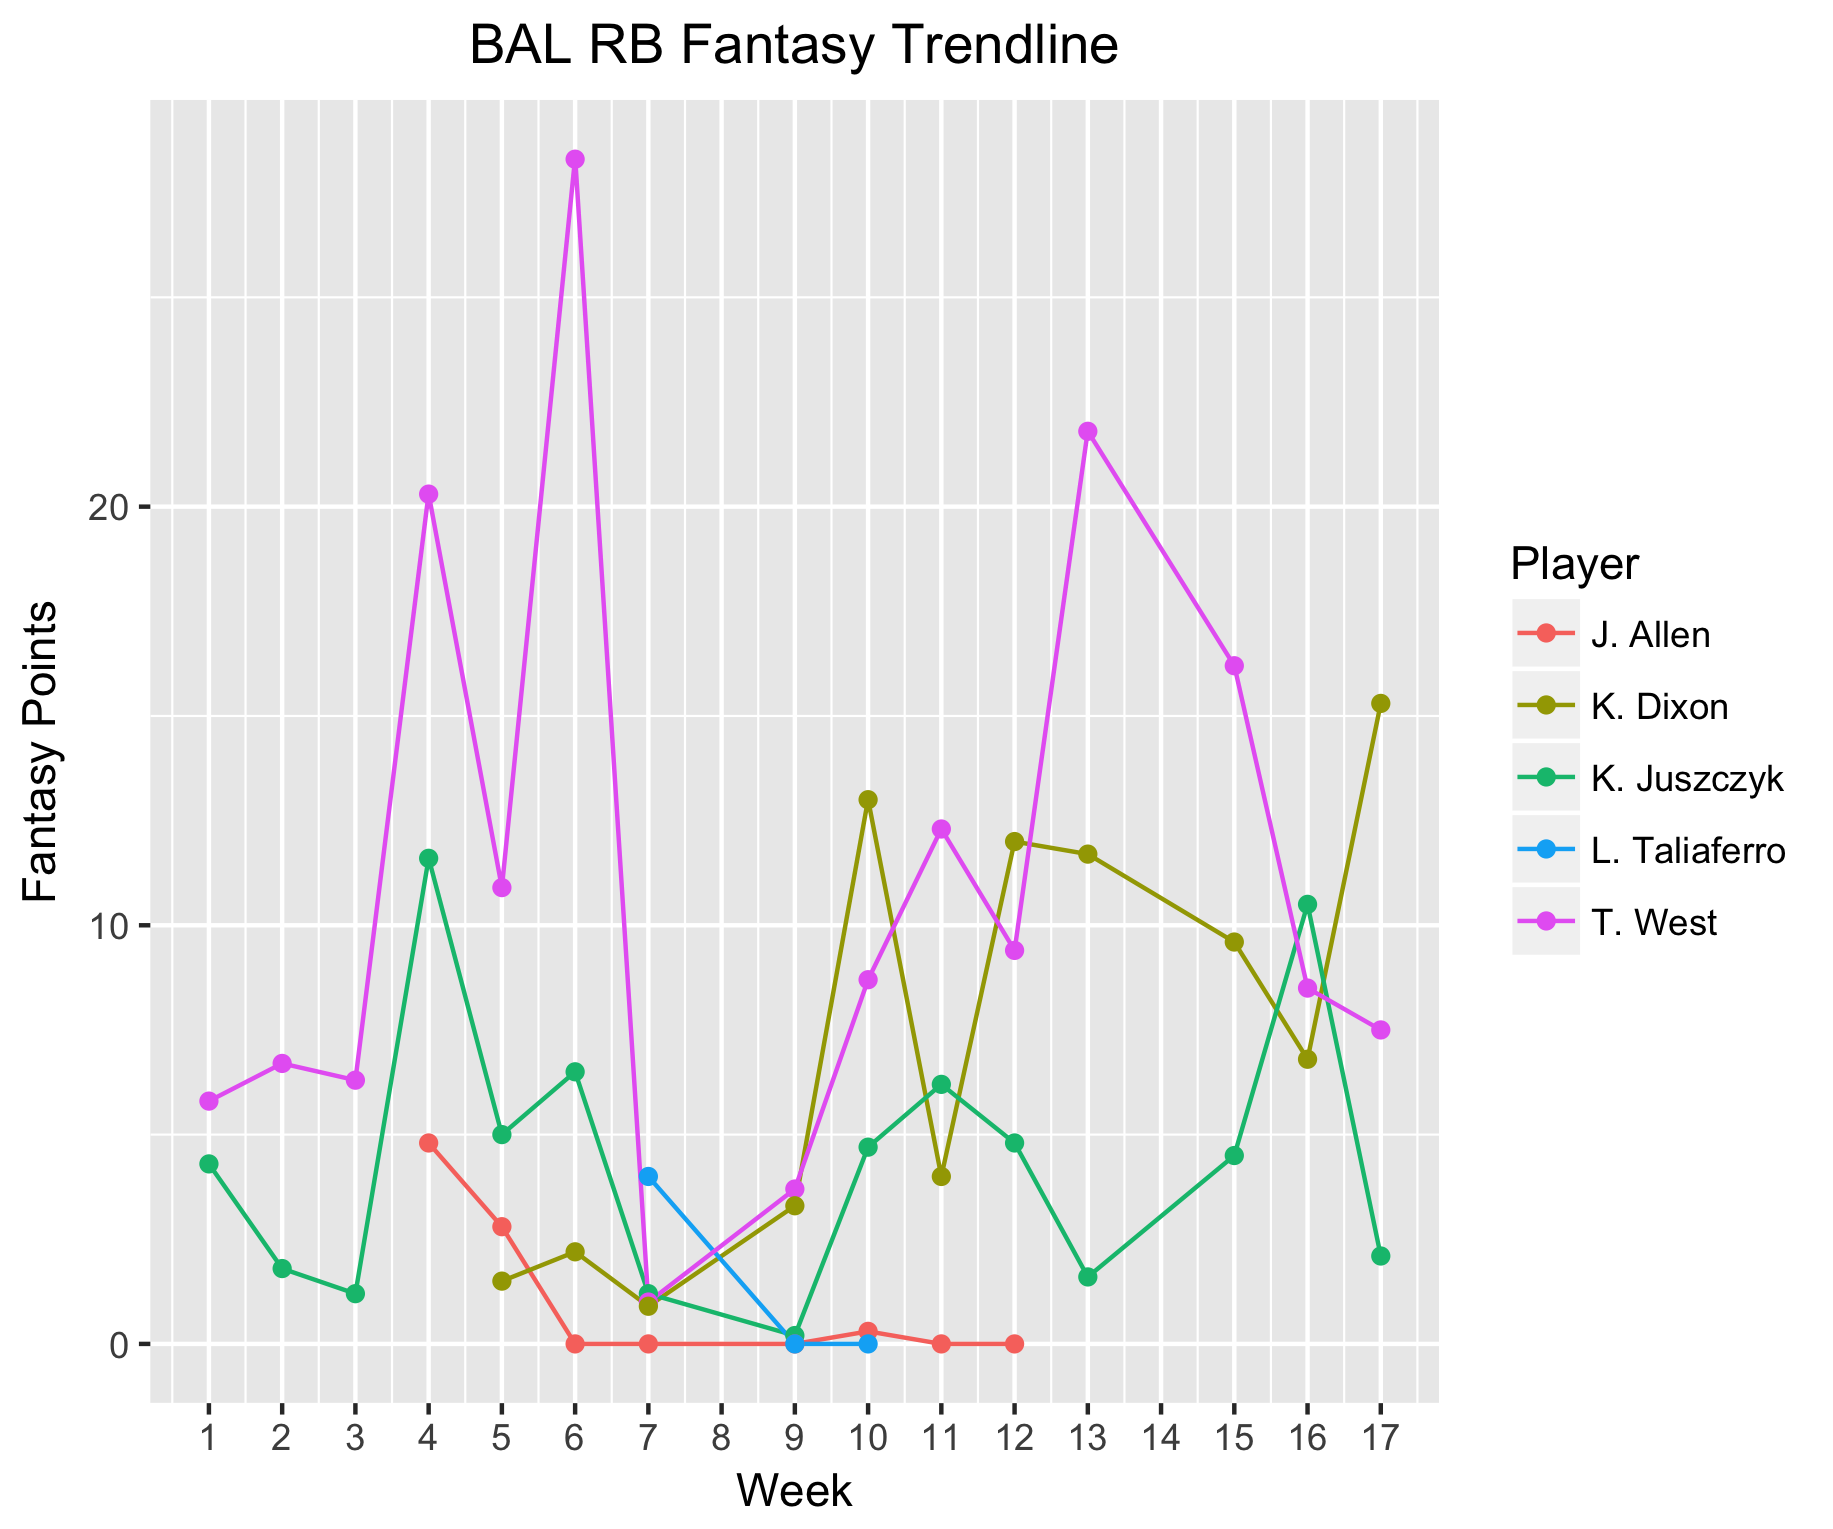 BAL RB Fantasy Trendline
Fantasy Points
20
10
0
1 2 3 4 5 6 7 8 9 10 11 12 13 14 15 16 17
Week
Player
J. Allen
K. Dixon
K. Juszczyk
L. Taliaferro
T. West